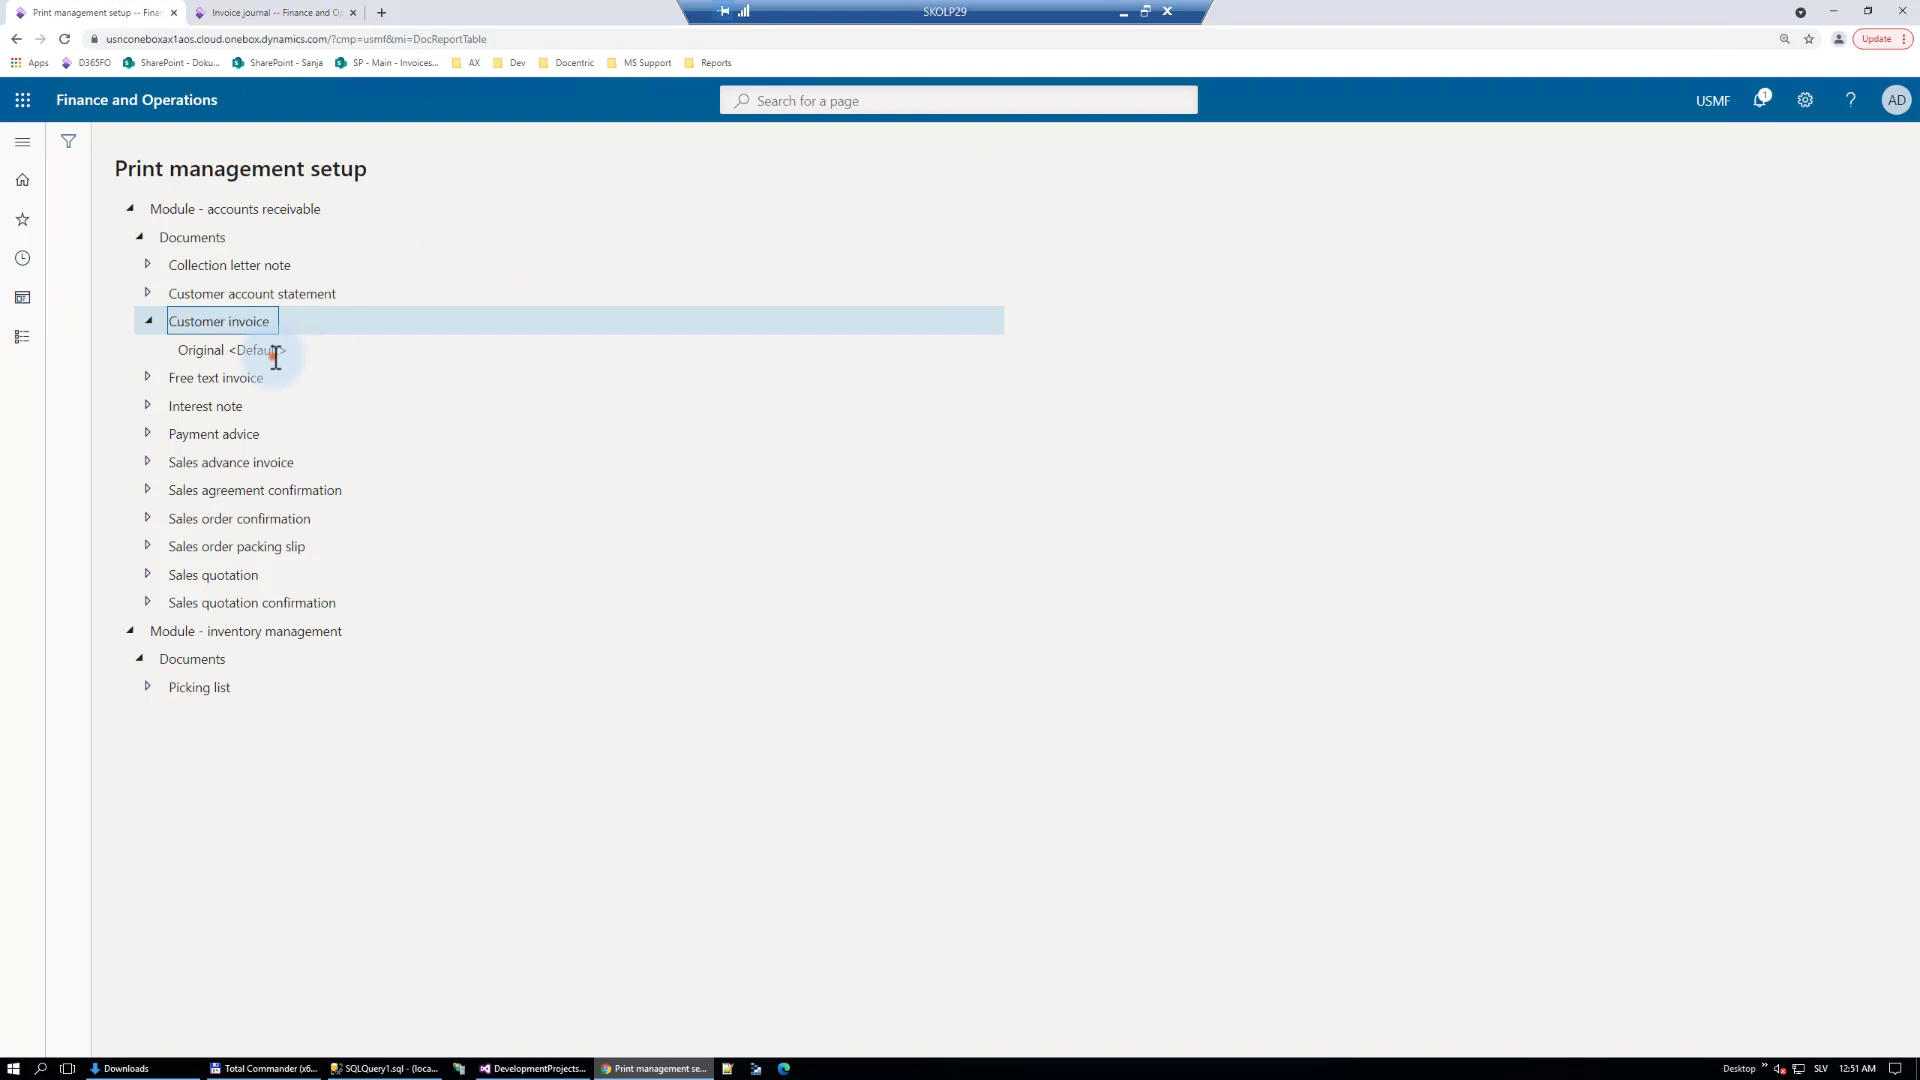 Print management setup -- Finan
Invoice journal -- Finance and Op
SKOLP29
usnconeboxax1aos.cloud.onebox.dynamics.com/?cmp=usmf&mi=DocReportTable
Update
Apps
D365FO
SharePoint - Doku...
SharePoint - Sanja
SP - Main - Invoices...
AX
Dev
Docentric
MS Support
Reports
Finance and Operations
Search for a page
USMF
1
?
AD
Print management setup
Module - accounts receivable
Documents
Collection letter note
Customer account statement
Customer invoice
Original <Default>
Free text invoice
Interest note
Payment advice
Sales advance invoice
Sales agreement confirmation
Sales order confirmation
Sales order packing slip
Sales quotation
Sales quotation confirmation
Module - inventory management
Documents
Picking list
Downloads
Total Commander (x6...
SQLQuery1.sql - (loca...
DevelopmentProjects...
Print management se...
Desktop
SLV
12:51 AM